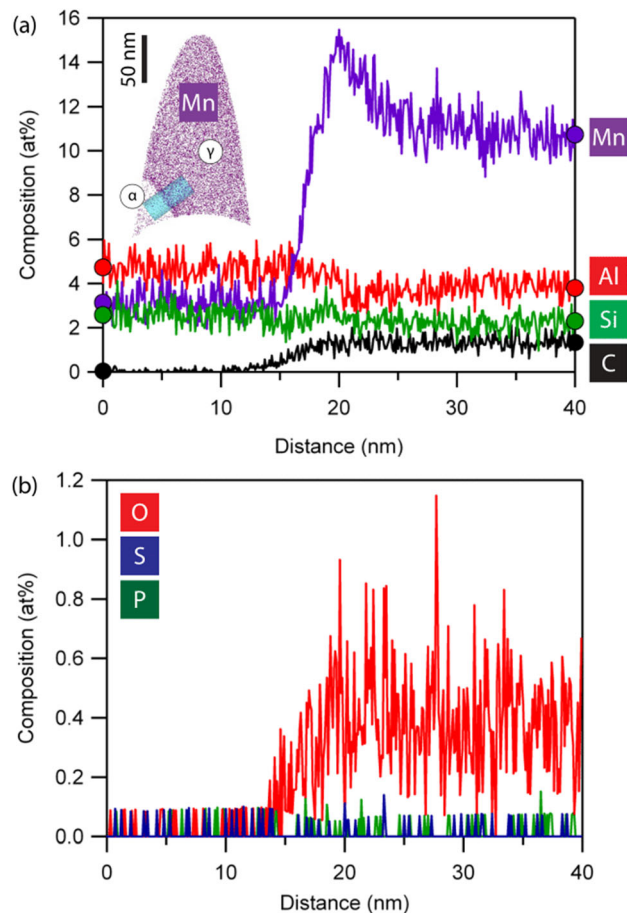 (a)
16
14
12
10
8
6
4
2
0
Composition (at%)
50 nm
Mn
γ
α
Mn
Al
Si
C
0
10
20
30
40
Distance (nm)
(b)
1.2
1.0
0.8
0.6
0.4
0.2
0.0
Composition (at%)
O
S
P
0
10
20
30
40
Distance (nm)